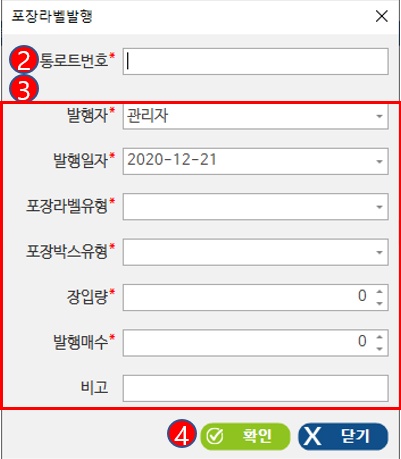 포장라벨발행
2 통로트번호*
3
발행자* 관리자
발행일자* 2020-12-21
포장라벨유형*
포장박스유형*
장입량* 0
발행매수* 0
비고
4 확인 X 닫기